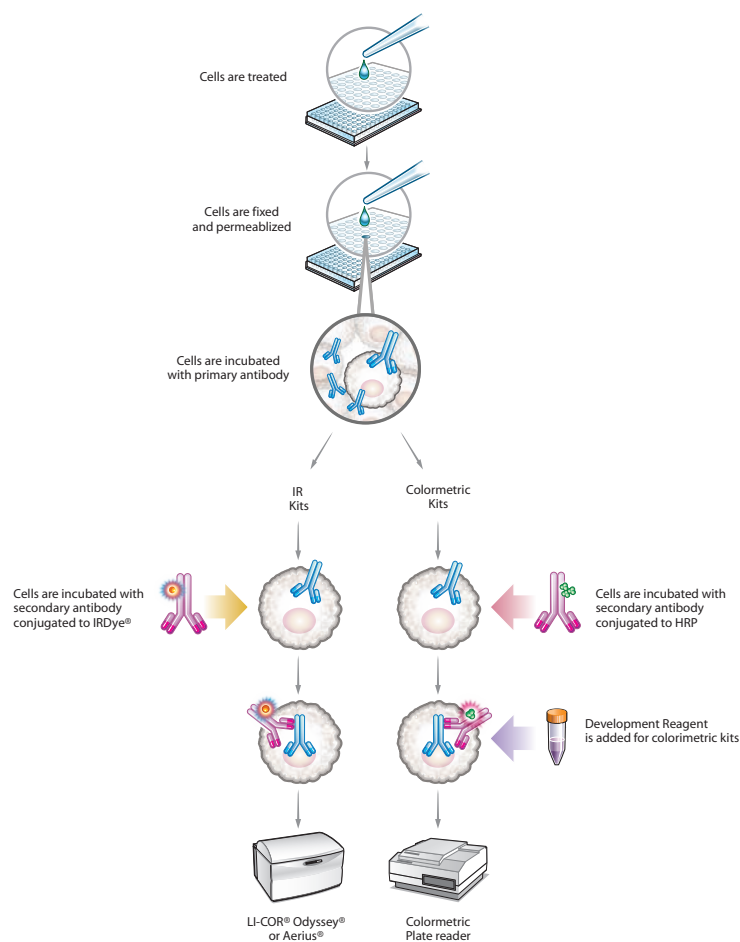 Cells are treated
Cells are fixed
and permeablized
Cells are incubated
with primary antibody
IR
Kits
Colormetric
Kits
Cells are incubated with
secondary antibody
conjugated to IRDye®
Cells are incubated with
secondary antibody
conjugated to HRP
Development Reagent
is added for colorimetric kits
LI-COR® Odyssey®
or Aerius®
Colormetric
Plate reader